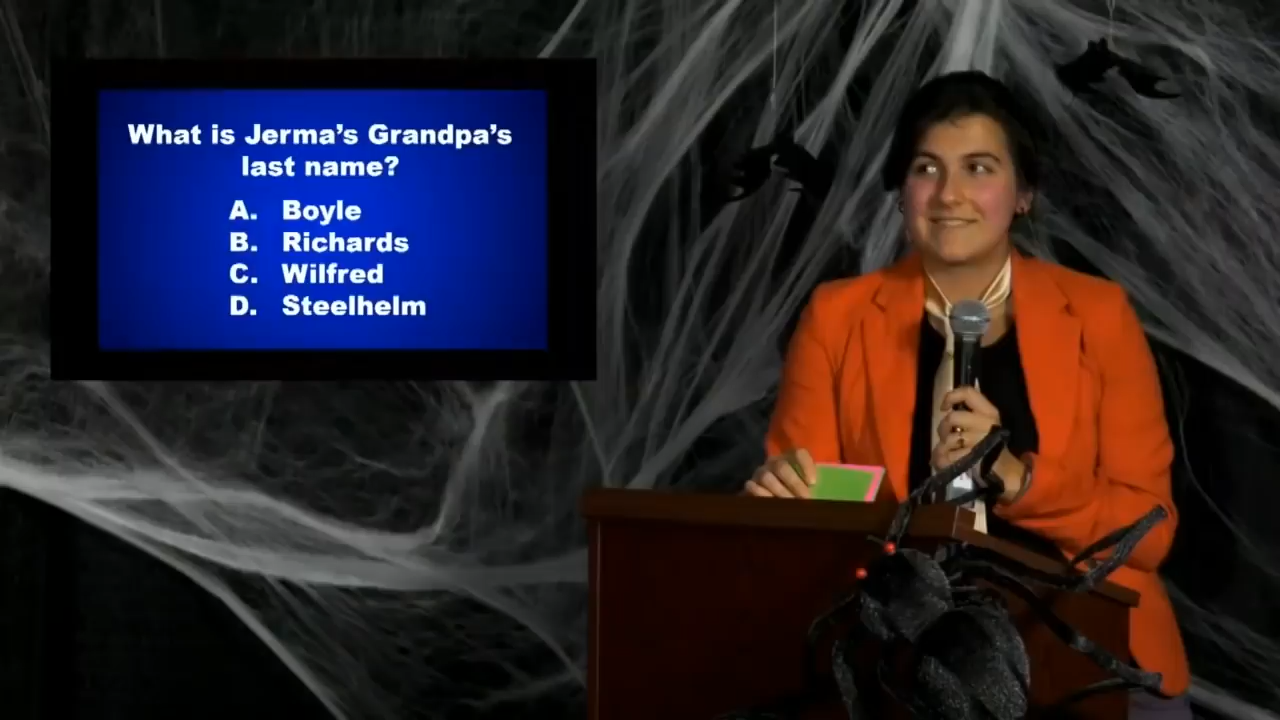 What is Jerma's Grandpa's
last name?
A. Boyle
B. Richards
C. Wilfred
D. Steelhelm